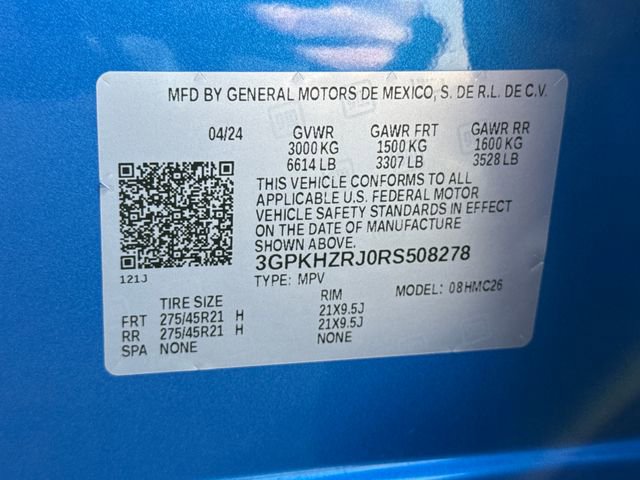 MFD BY GENERAL MOTORS DE MEXICO, S. DE R.L. DE C.V.
04/24 GVWR GAWR FRT GAWR RR
3000 KG 1500 KG 1600 KG
6614 LB 3307 LB 3528 LB
THIS VEHICLE CONFORMS TO ALL
APPLICABLE U.S. FEDERAL MOTOR
VEHICLE SAFETY STANDARDS IN EFFECT
ON THE DATE OF MANUFACTURE
SHOWN ABOVE.
3GPKHZRJ0RS508278
121J
TYPE: MPV MODEL: 08HMC26
TIRE SIZE RIM
FRT 275/45R21 H 21X9.5J
RR 275/45R21 H 21X9.5J
SPA NONE NONE